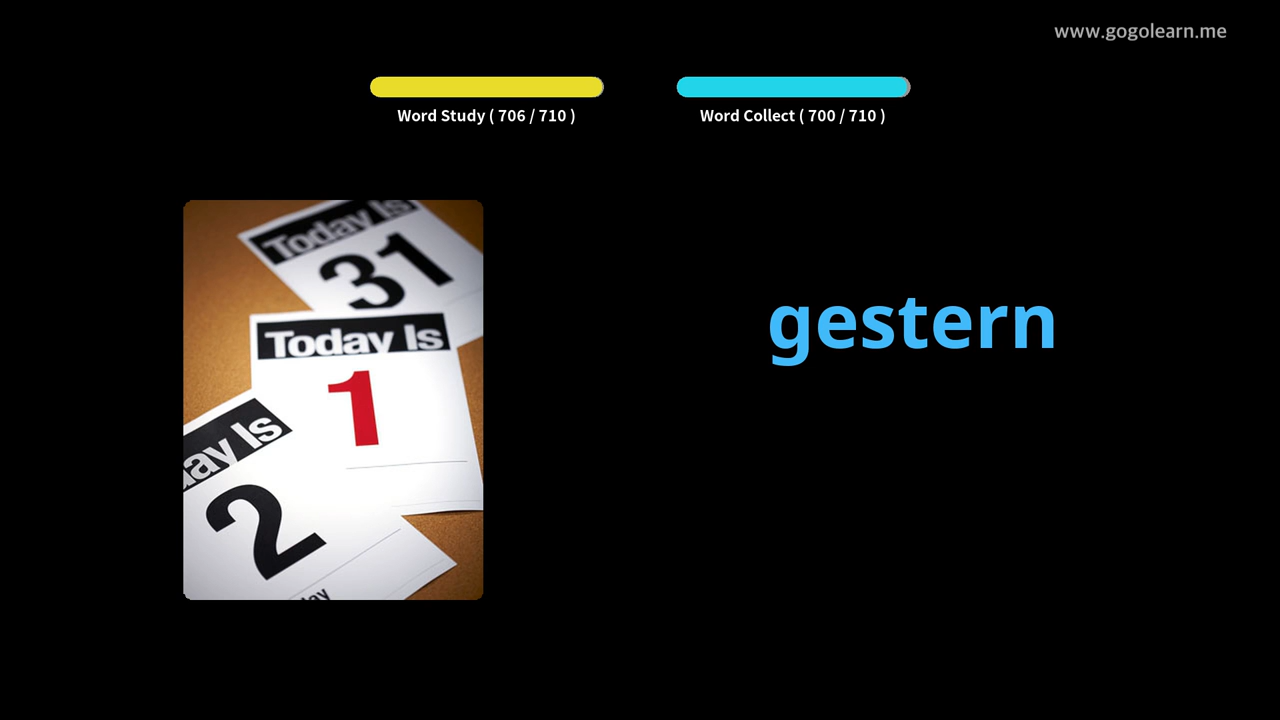 www.gogolearn.me
Word Study ( 706 / 710 )
Word Collect ( 700 / 710 )
Today Is
31
Today Is
1
gestern
ay Is
2